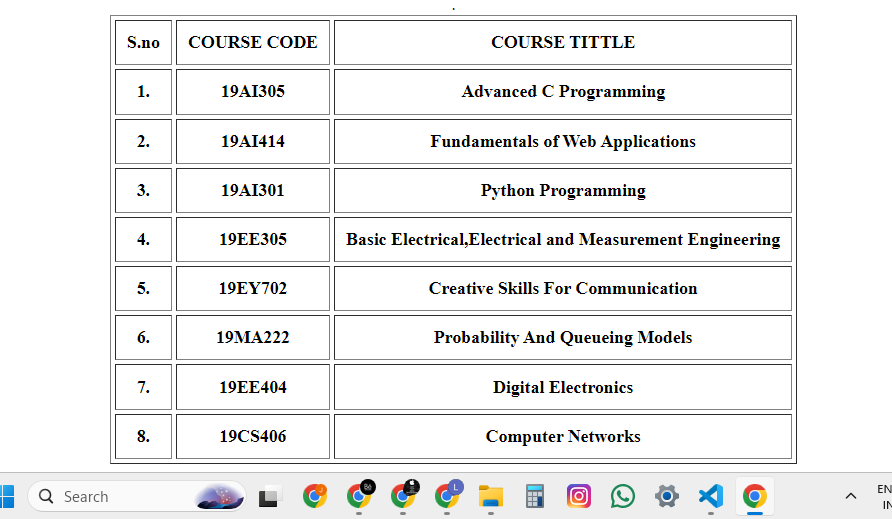 .
S.no COURSE CODE COURSE TITTLE
1. 19AI305 Advanced C Programming
2. 19AI414 Fundamentals of Web Applications
3. 19AI301 Python Programming
4. 19EE305 Basic Electrical,Electrical and Measurement Engineering
5. 19EY702 Creative Skills For Communication
6. 19MA222 Probability And Queueing Models
7. 19EE404 Digital Electronics
8. 19CS406 Computer Networks
Search L EN
IN